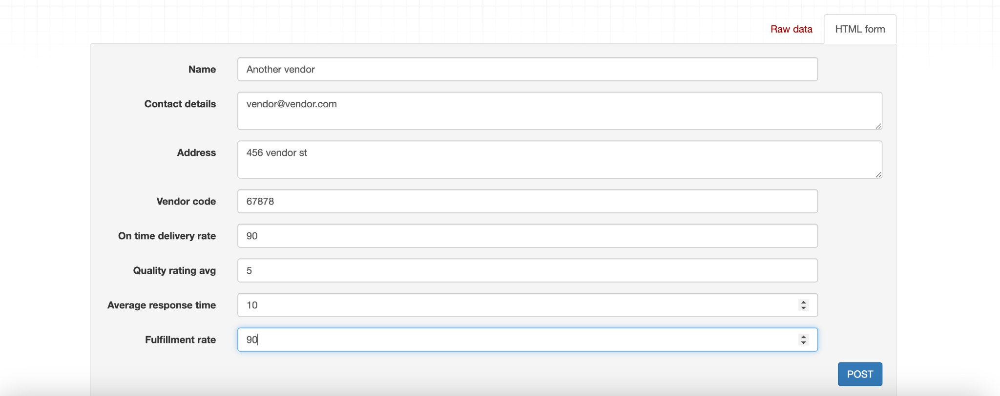 Raw data
HTML form
Name
Another vendor
Contact details
vendor@vendor.com
Address
456 vendor st
Vendor code
67878
On time delivery rate
90
Quality rating avg
5
Average response time
10
Fulfillment rate
90
POST